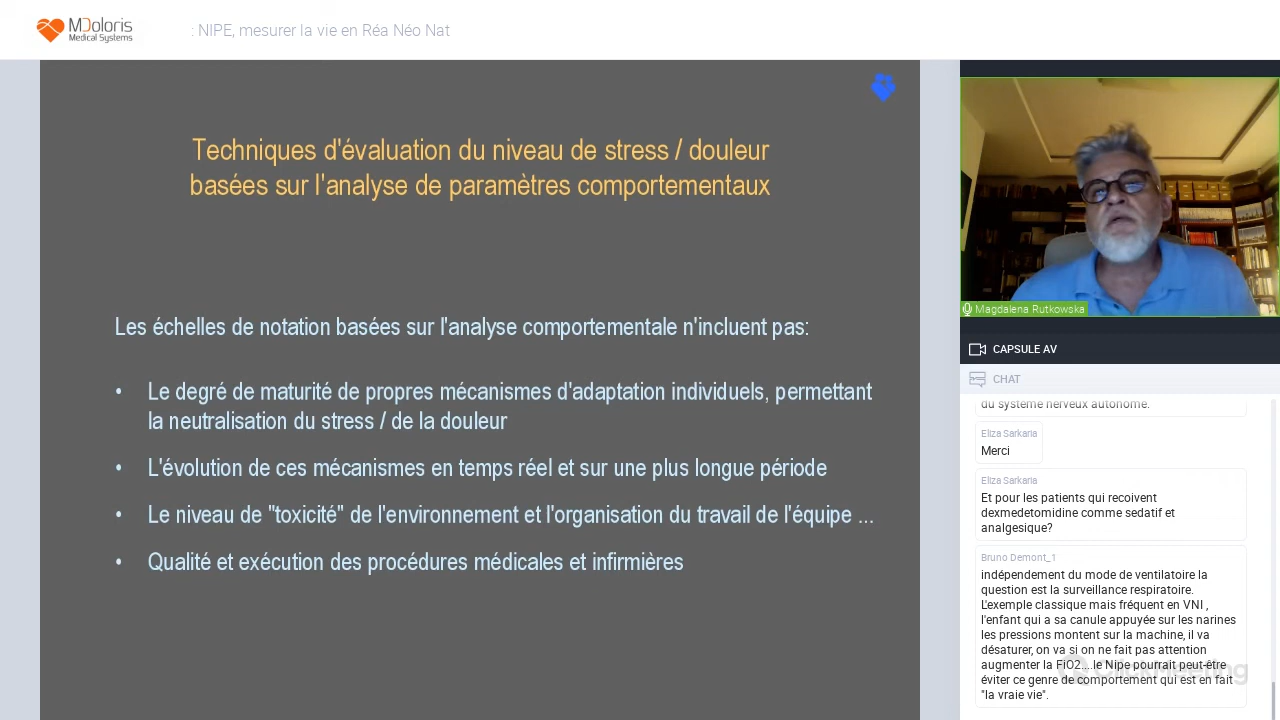 MDoloris
Medical Systems
: NIPE, mesurer la vie en Réa Néo Nat
Techniques d'évaluation du niveau de stress / douleur
basées sur l'analyse de paramètres comportementaux
Les échelles de notation basées sur l'analyse comportementale n'incluent pas:
• Le degré de maturité de propres mécanismes d'adaptation individuels, permettant
la neutralisation du stress / de la douleur
• L'évolution de ces mécanismes en temps réel et sur une plus longue période
• Le niveau de "toxicité" de l'environnement et l'organisation du travail de l'équipe ...
• Qualité et exécution des procédures médicales et infirmières
Magdalena Rutkowska
CAPSULE AV
CHAT
du système nerveux autonome.
Eliza Sarkaria
Merci
Eliza Sarkaria
Et pour les patients qui recoivent
dexmedetomidine comme sedatif et
analgesique?
Bruno Demont_1
indépendement du mode de ventilatoire la
question est la surveillance respiratoire.
L'exemple classique mais fréquent en VNI ,
l'enfant qui a sa canule appuyée sur les narines
les pressions montent sur la machine, il va
désaturer, on va si on ne fait pas attention
augmenter la FiO2....le Nipe pourrait peut-être
éviter ce genre de comportement qui est en fait
"la vraie vie".
ClickMeeting